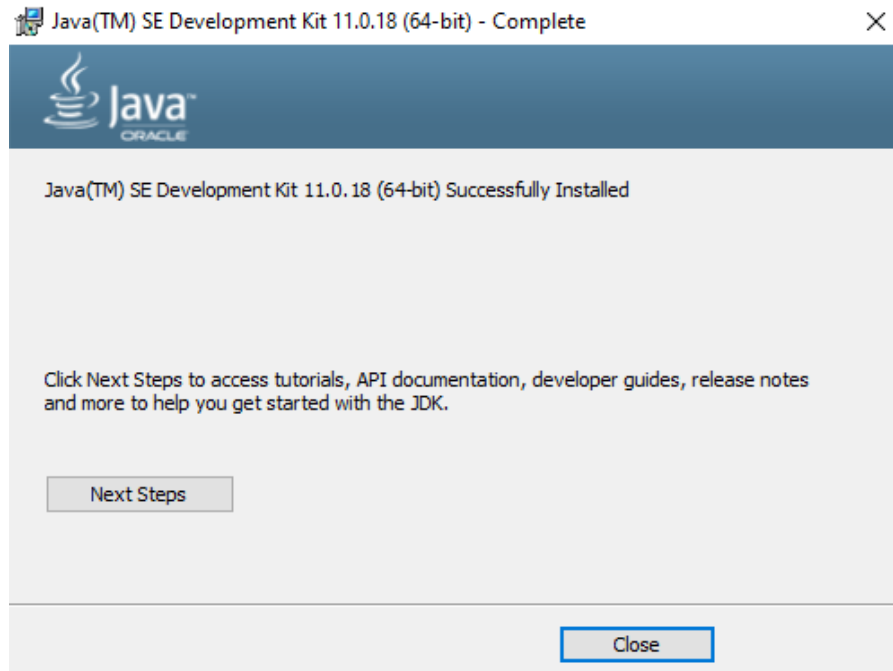 Java(TM) SE Development Kit 11.0.18 (64-bit) - Complete
Java™
ORACLE
Java(TM) SE Development Kit 11.0.18 (64-bit) Successfully Installed
Click Next Steps to access tutorials, API documentation, developer guides, release notes
and more to help you get started with the JDK.
Next Steps
Close